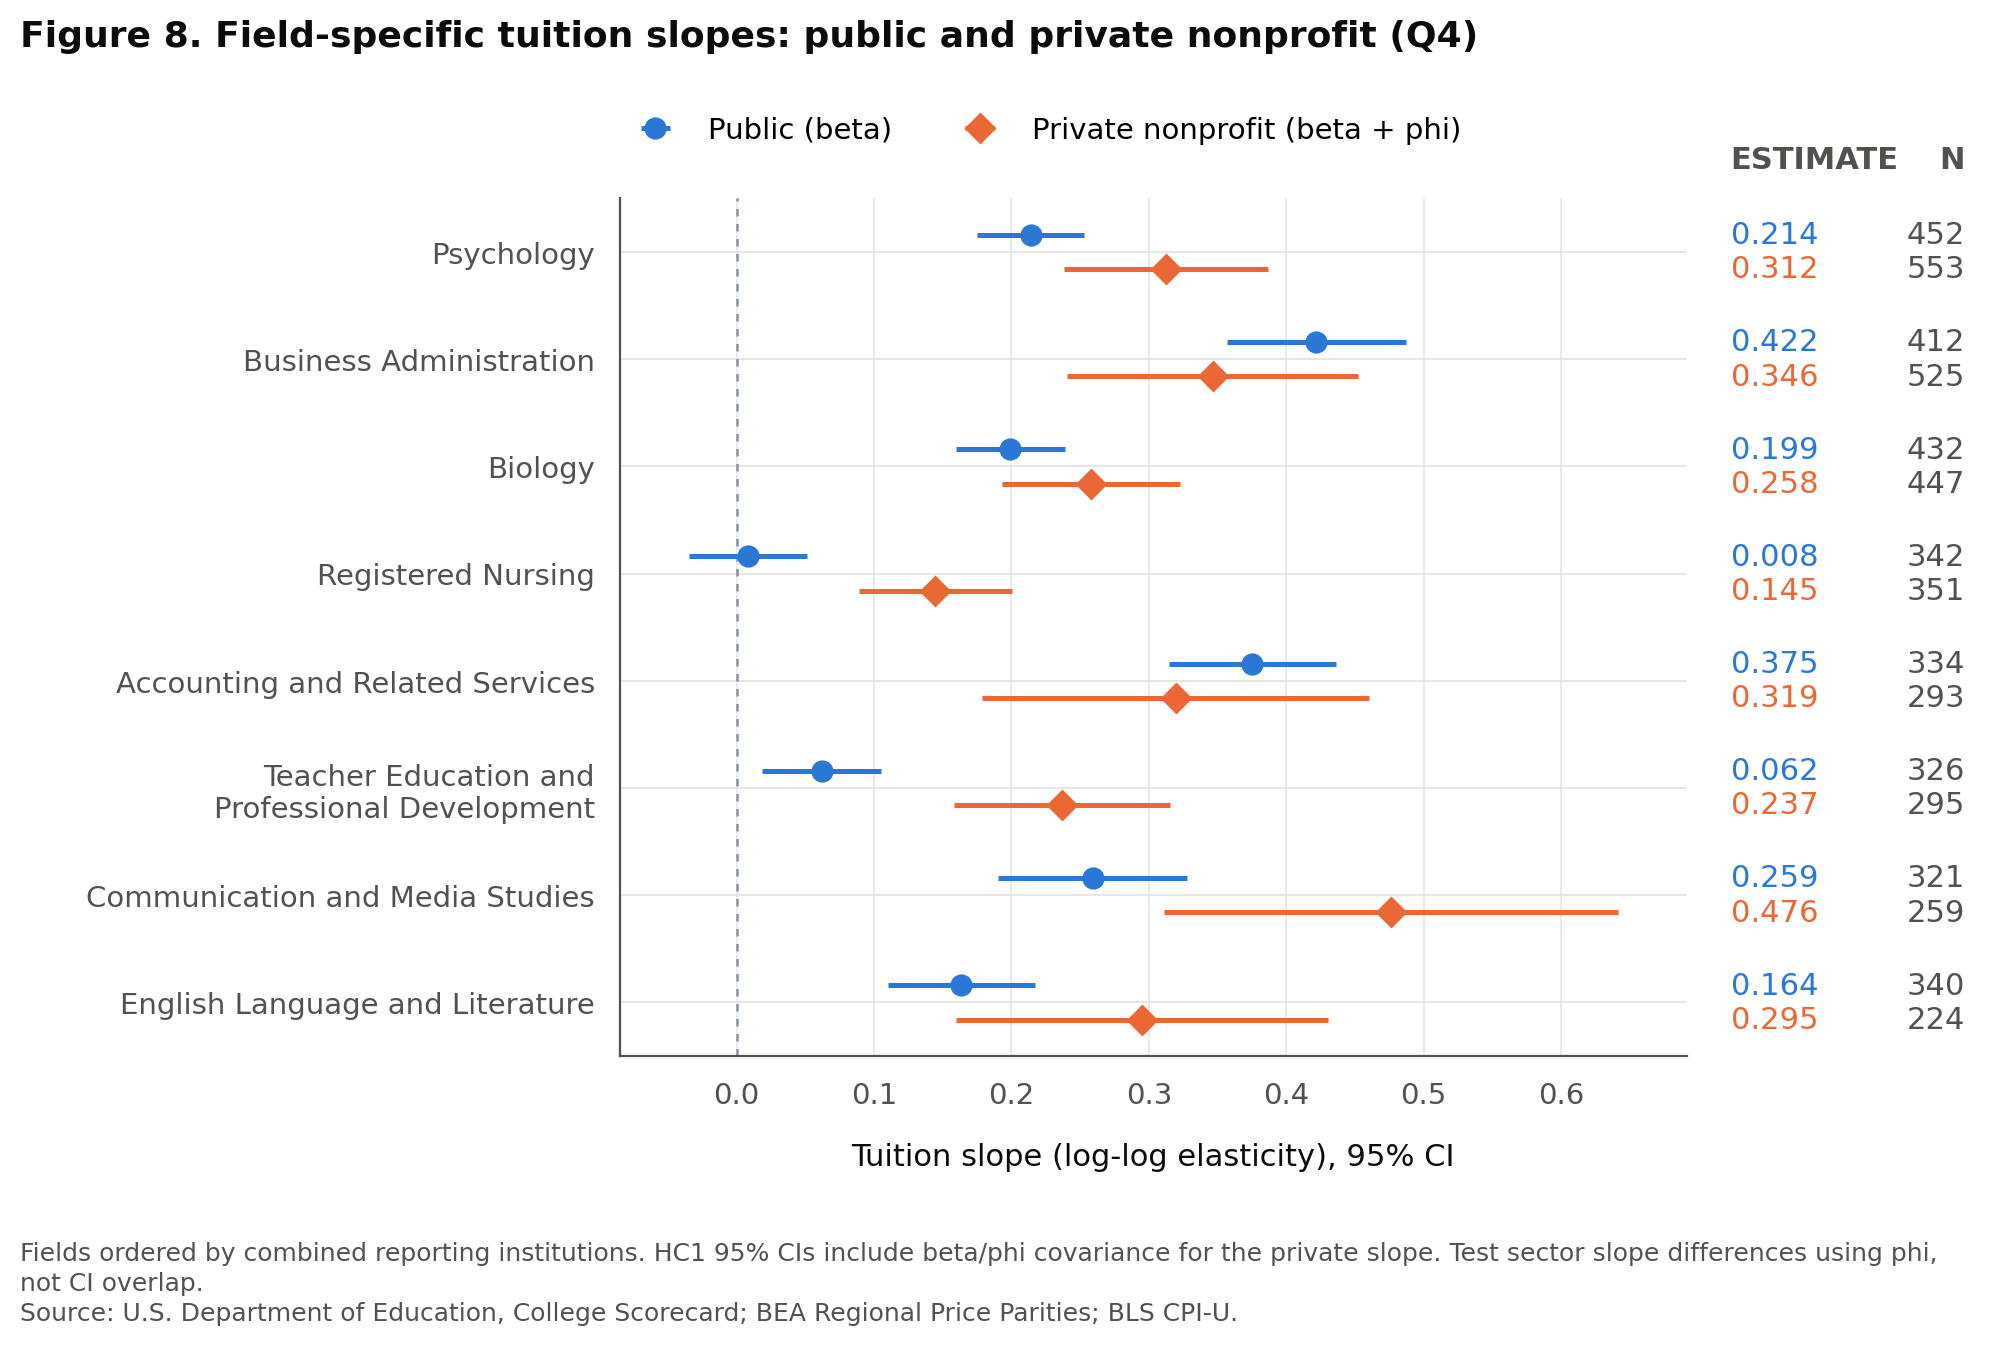 Figure 8. Field-specific tuition slopes: public and private nonprofit (Q4)
Public (beta) Private nonprofit (beta + phi)
ESTIMATE N
Psychology
0.214 452
0.312 553
Business Administration
0.422 412
0.346 525
Biology
0.199 432
0.258 447
Registered Nursing
0.008 342
0.145 351
Accounting and Related Services
0.375 334
0.319 293
Teacher Education and
Professional Development
0.062 326
0.237 295
Communication and Media Studies
0.259 321
0.476 259
English Language and Literature
0.164 340
0.295 224
0.0 0.1 0.2 0.3 0.4 0.5 0.6
Tuition slope (log-log elasticity), 95% CI
Fields ordered by combined reporting institutions. HC1 95% CIs include beta/phi covariance for the private slope. Test sector slope differences using phi,
not CI overlap.
Source: U.S. Department of Education, College Scorecard; BEA Regional Price Parities; BLS CPI-U.